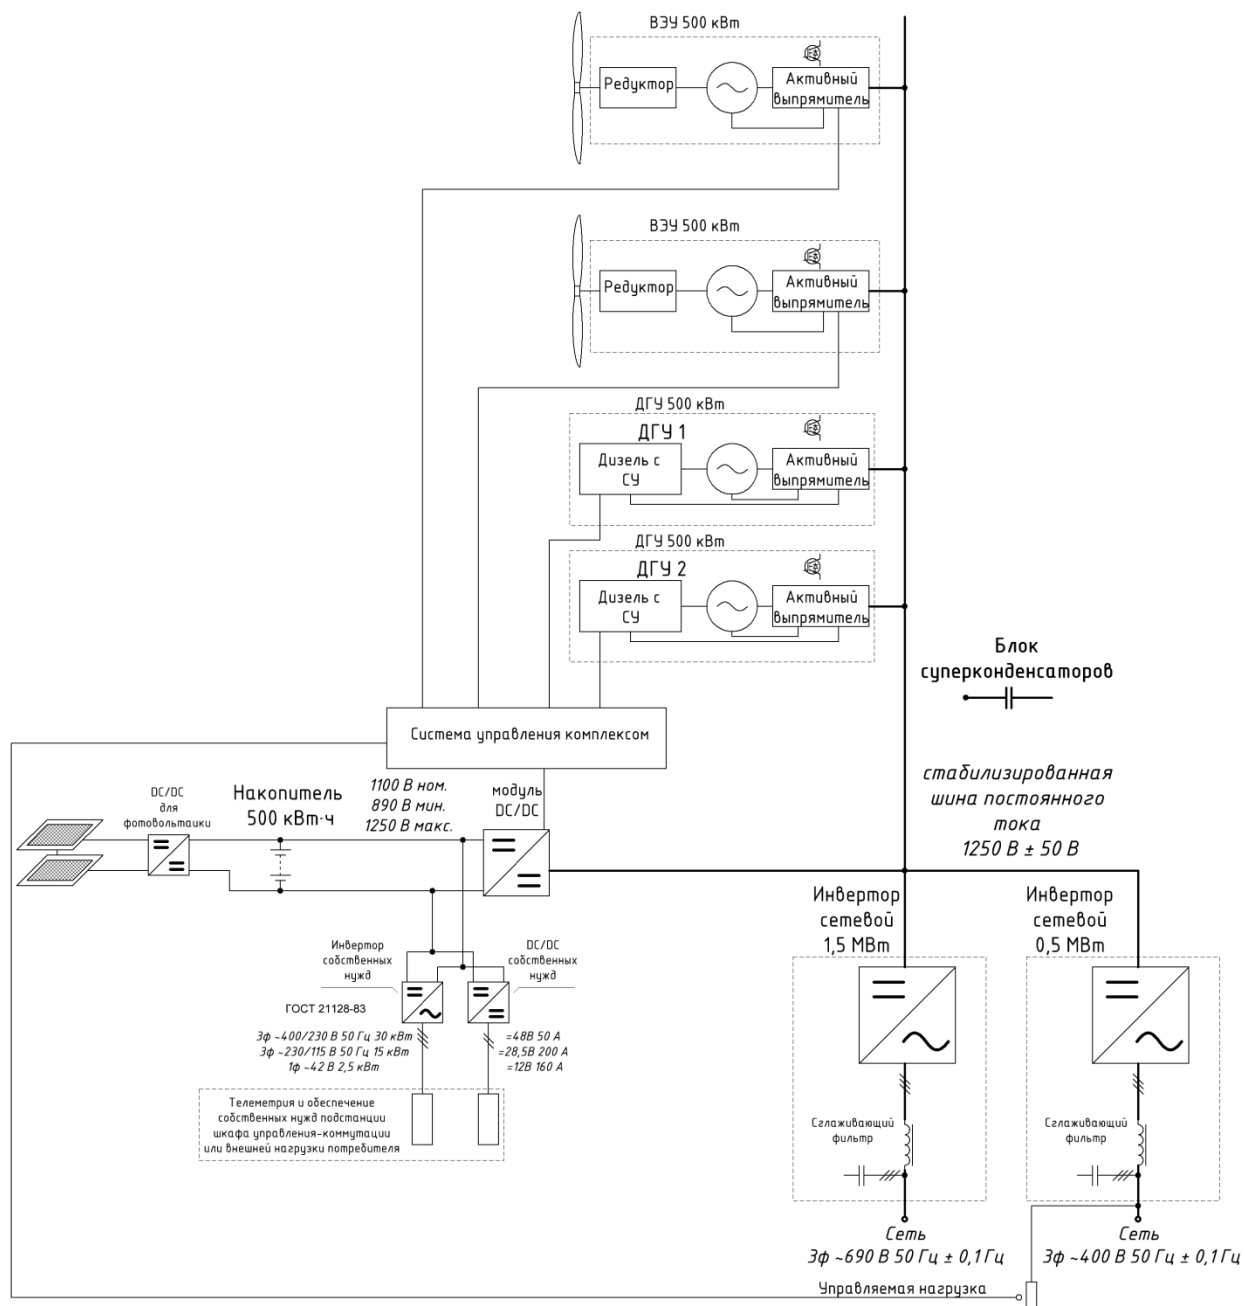 ВЭУ 500 кВт
Редуктор
Активный
выпрямитель
ВЭУ 500 кВт
Редуктор
Активный
выпрямитель
ДГУ 500 кВт
ДГУ 1
Дизель с
СУ
Активный
выпрямитель
ДГУ 500 кВт
ДГУ 2
Дизель с
СУ
Активный
выпрямитель
Блок
суперконденсаторов
Система управления комплексом
стабилизированная
шина постоянного
тока
1250 В ± 50 В
DC/DC
для
фотовольтаики
Накопитель
500 кВт·ч
1100 В ном.
890 В мин.
1250 В макс.
модуль
DC/DC
Инвертор
сетевой
1,5 МВт
Инвертор
сетевой
0,5 МВт
Инвертор
собственных
нужд
DC/DC
собственных
нужд
ГОСТ 21128-83
3ф ~400/230 В 50 Гц 30 кВт
3ф ~230/115 В 50 Гц 15 кВт
1ф ~42 В 2,5 кВт
=48В 50 А
=28,5В 200 А
=12В 160 А
Телеметрия и обеспечение
собственных нужд подстанции
шкафа управления-коммутации
или внешней нагрузки потребителя
Сглаживающий
фильтр
Сглаживающий
фильтр
Сеть
3ф ~690 В 50 Гц ± 0,1 Гц
Сеть
3ф ~400 В 50 Гц ± 0,1 Гц
Управляемая нагрузка